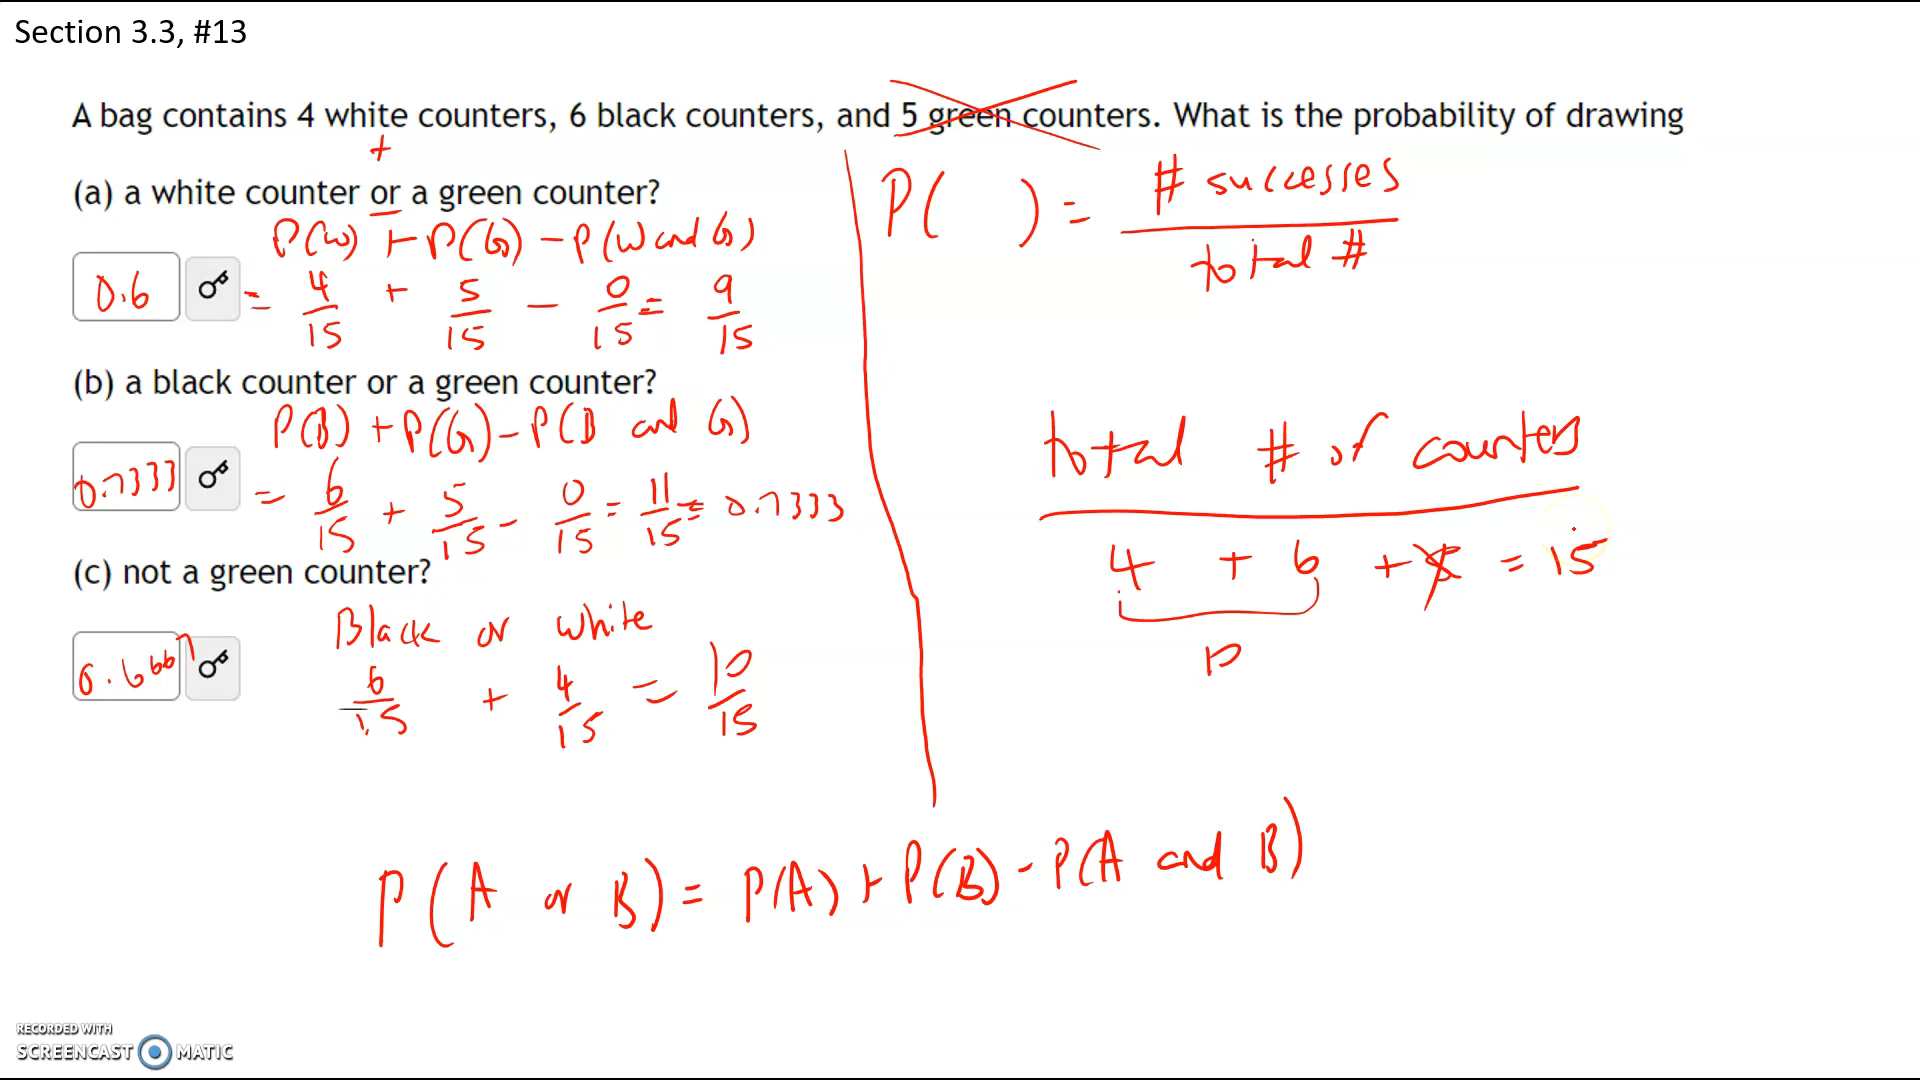 Section 3.3, #13
A bag contains 4 white counters, 6 black counters, and 5 green counters. What is the probability of drawing
+
(a) a white counter or a green counter?
P(W) + P(G) - P(W and G)
0.6 = 4/15 + 5/15 - 0/15 = 9/15
(b) a black counter or a green counter?
P(B) + P(G) - P(B and G)
0.7333 = 6/15 + 5/15 - 0/15 = 11/15 = 0.7333
(c) not a green counter?
Black or white
0.6667 6/15 + 4/15 = 10/15
P( ) = # successes / total #
total # of counters
4 + 6 + 5 = 15
10
P(A or B) = P(A) + P(B) - P(A and B)
RECORDED WITH
SCREENCAST MATIC